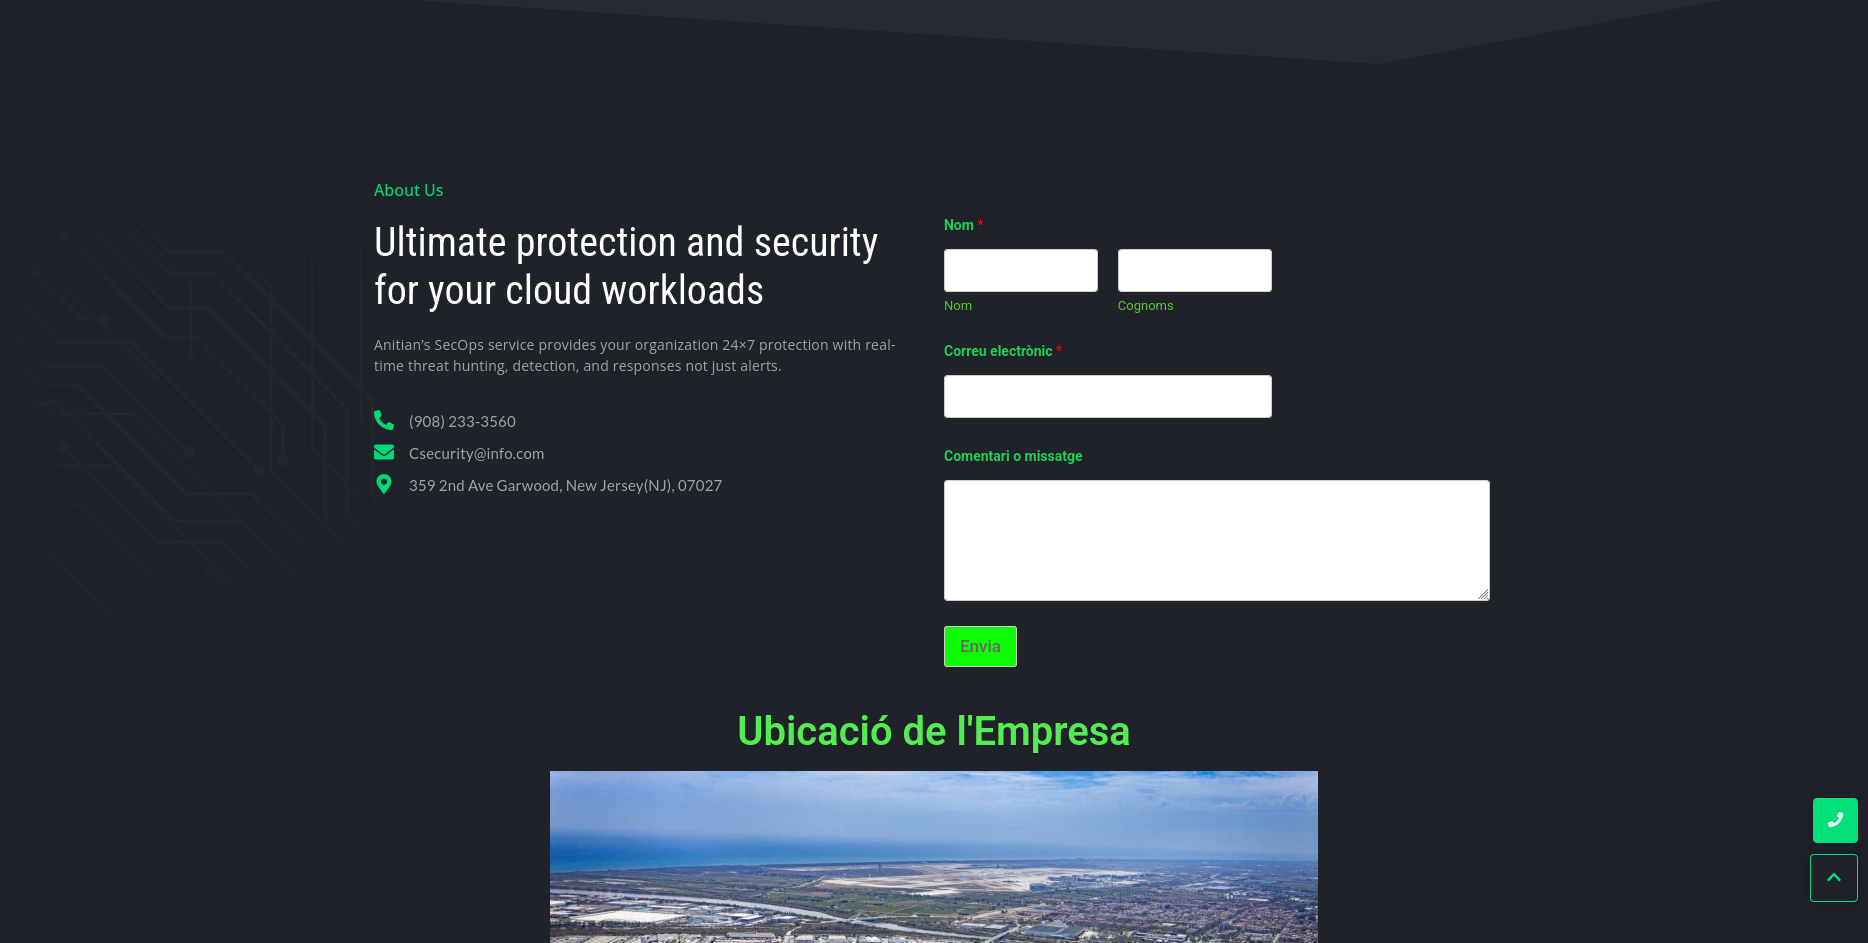 About Us
Ultimate protection and security
for your cloud workloads
Anitian’s SecOps service provides your organization 24×7 protection with real-
time threat hunting, detection, and responses not just alerts.
(908) 233-3560
Csecurity@info.com
359 2nd Ave Garwood, New Jersey(NJ), 07027
Nom *
Nom
Cognoms
Correu electrònic *
Comentari o missatge
Envia
Ubicació de l'Empresa